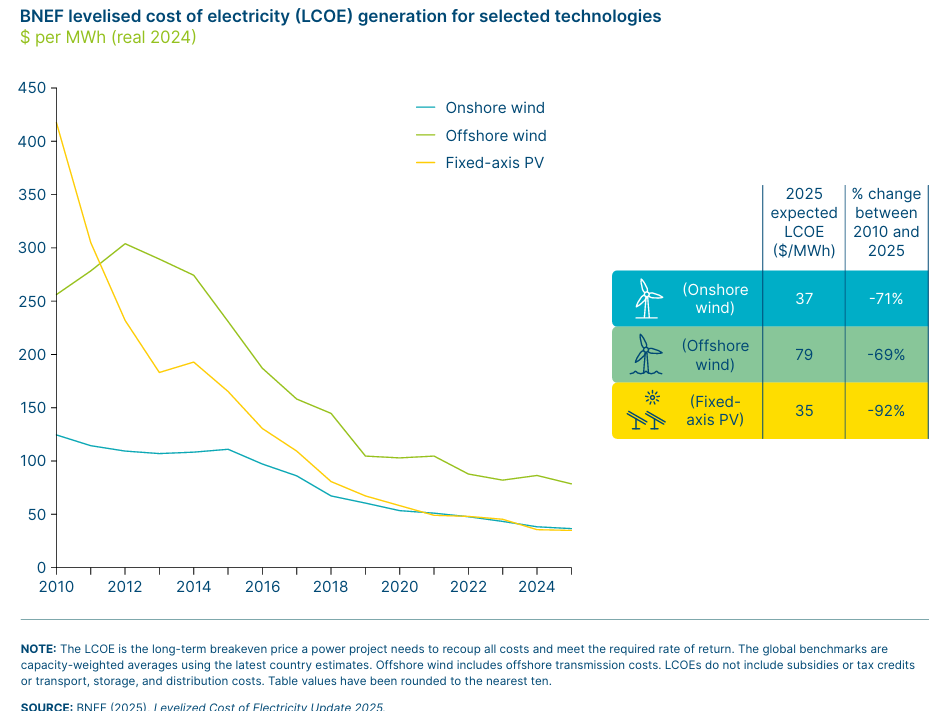 BNEF levelised cost of electricity (LCOE) generation for selected technologies
$ per MWh (real 2024)
450
400
350
300
250
200
150
100
50
0
2010
2012
2014
2016
2018
2020
2022
2024
Onshore wind
Offshore wind
Fixed-axis PV
2025
expected
LCOE
($/MWh)
% change
between
2010 and
2025
(Onshore
wind)
37
-71%
(Offshore
wind)
79
-69%
(Fixed-
axis PV)
35
-92%
NOTE: The LCOE is the long-term breakeven price a power project needs to recoup all costs and meet the required rate of return. The global benchmarks are
capacity-weighted averages using the latest country estimates. Offshore wind includes offshore transmission costs. LCOEs do not include subsidies or tax credits
or transport, storage, and distribution costs. Table values have been rounded to the nearest ten.
SOURCE: BNEF (2025), Levelized Cost of Electricity Update 2025.